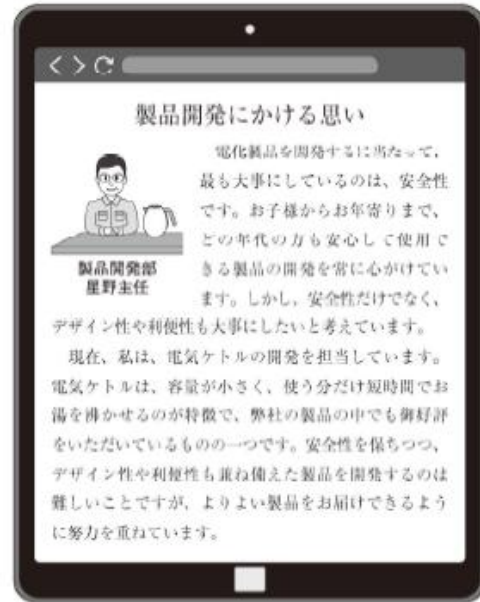 製品開発にかける思い
電化製品を開発するに当たって、
最も大事にしているのは、安全性
です。お子様からお年寄りまで、
どの年代の方も安心して使用で
きる製品の開発を常に心がけてい
ます。しかし、安全性だけでなく、
製品開発部
星野主任
デザイン性や利便性も大事にしたいと考えています。
現在、私は、電気ケトルの開発を担当しています。
電気ケトルは、容量が小さく、使う分だけ短時間でお
湯を沸かせるのが特徴で、弊社の製品の中でも御好評
をいただいているものの一つです。安全性を保ちつつ、
デザイン性や利便性も兼ね備えた製品を開発するのは
難しいことですが、よりよい製品をお届けできるよう
に努力を重ねています。